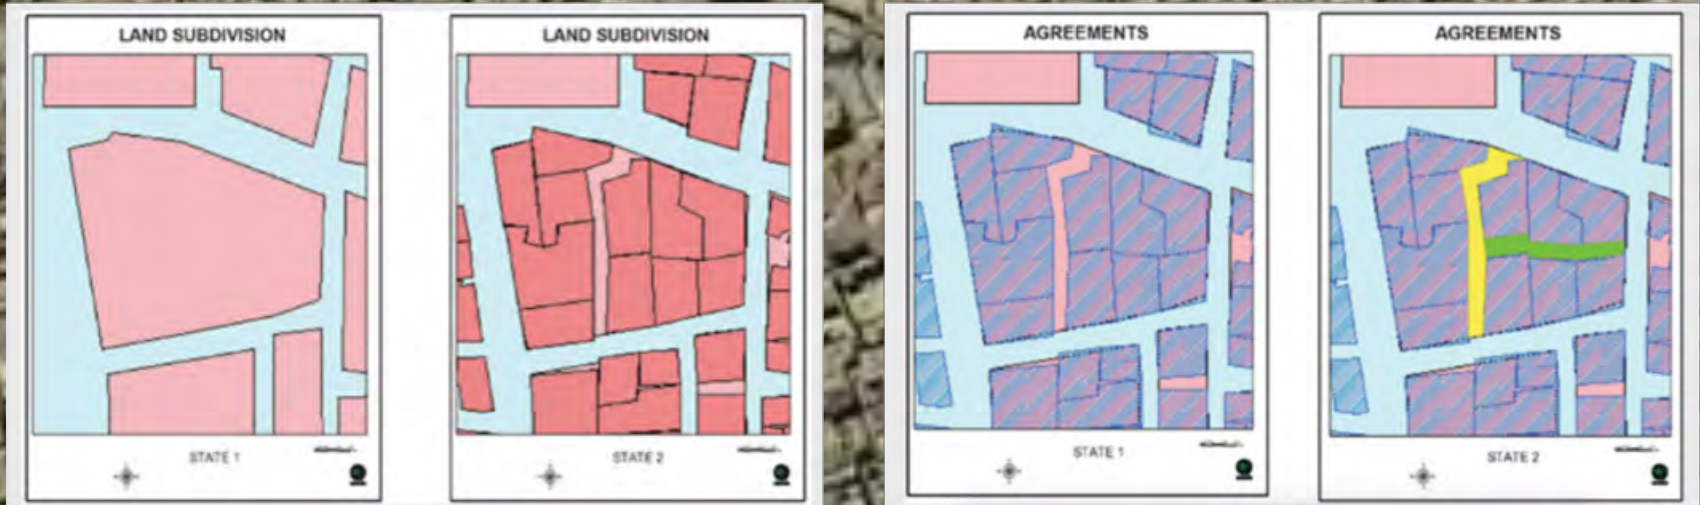 LAND SUBDIVISION
LAND SUBDIVISION
AGREEMENTS
AGREEMENTS
STATE 1
STATE 2
STATE 1
STATE 2